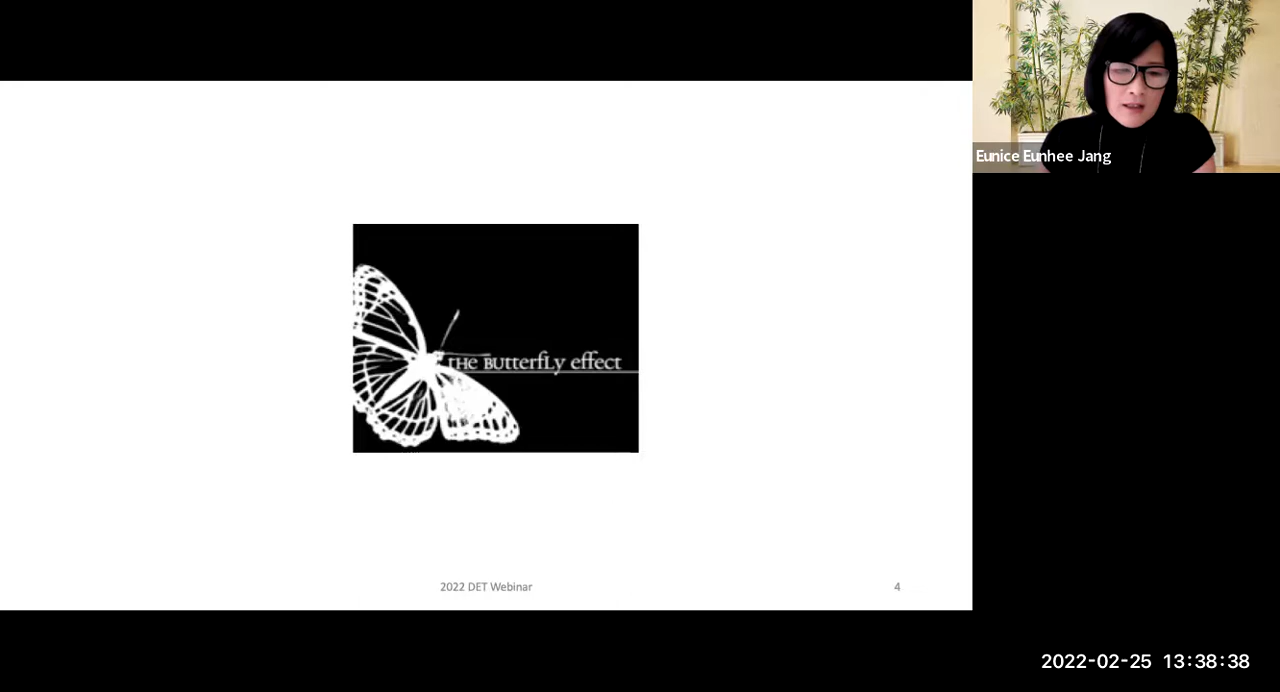 Eunice Eunhee Jang
tHe BUtterfLy effect
2022 DET Webinar
4
2022-02-25 13:38:38